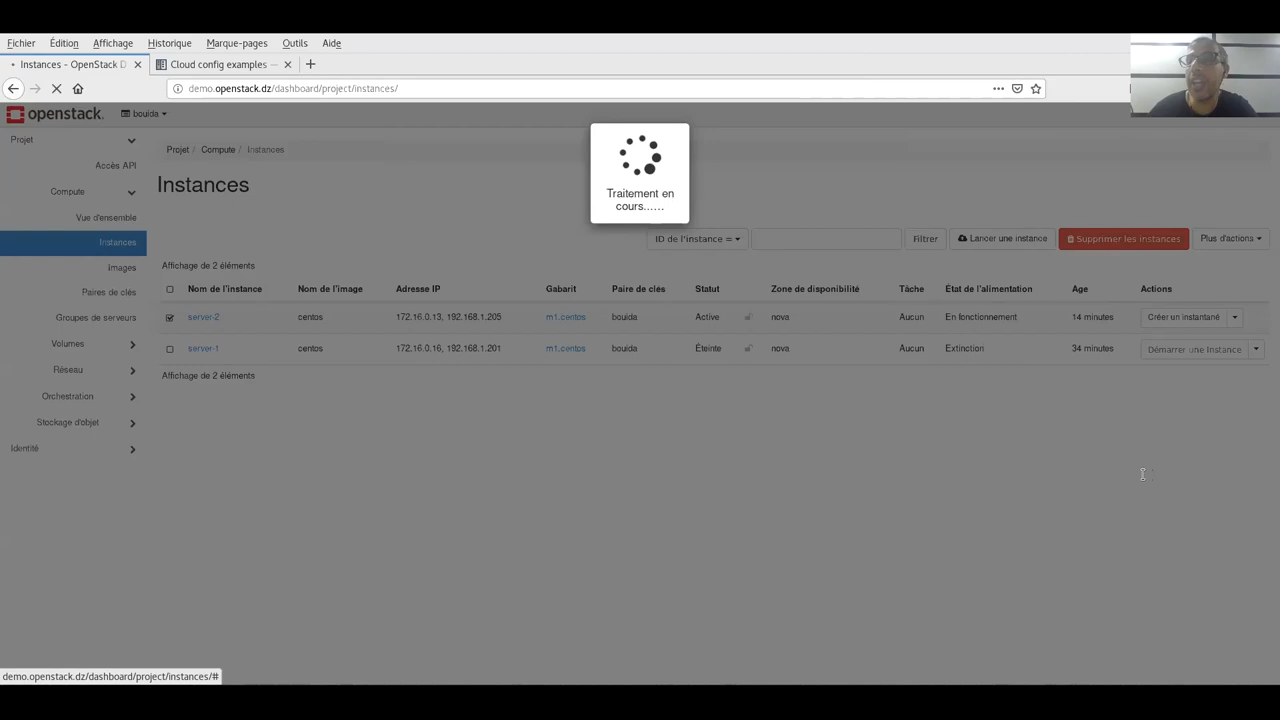 Fichier Édition Affichage Historique Marque-pages Outils Aide
Instances - OpenStack D Cloud config examples —
demo.openstack.dz/dashboard/project/instances/
openstack. bouida
Projet
Accès API
Compute
Vue d'ensemble
Instances
Images
Paires de clés
Groupes de serveurs
Volumes
Réseau
Orchestration
Stockage d'objet
Identité
Projet / Compute / Instances
Instances
Traitement en
cours......
ID de l'instance = Filtrer Lancer une instance Supprimer les instances Plus d'actions
Affichage de 2 éléments
Nom de l'instance Nom de l'image Adresse IP Gabarit Paire de clés Statut Zone de disponibilité Tâche État de l'alimentation Age Actions
server-2 centos 172.16.0.13, 192.168.1.205 m1.centos bouida Active nova Aucun En fonctionnement 14 minutes Créer un instantané
server-1 centos 172.16.0.16, 192.168.1.201 m1.centos bouida Éteinte nova Aucun Extinction 34 minutes Démarrer une Instance
Affichage de 2 éléments
demo.openstack.dz/dashboard/project/instances/#